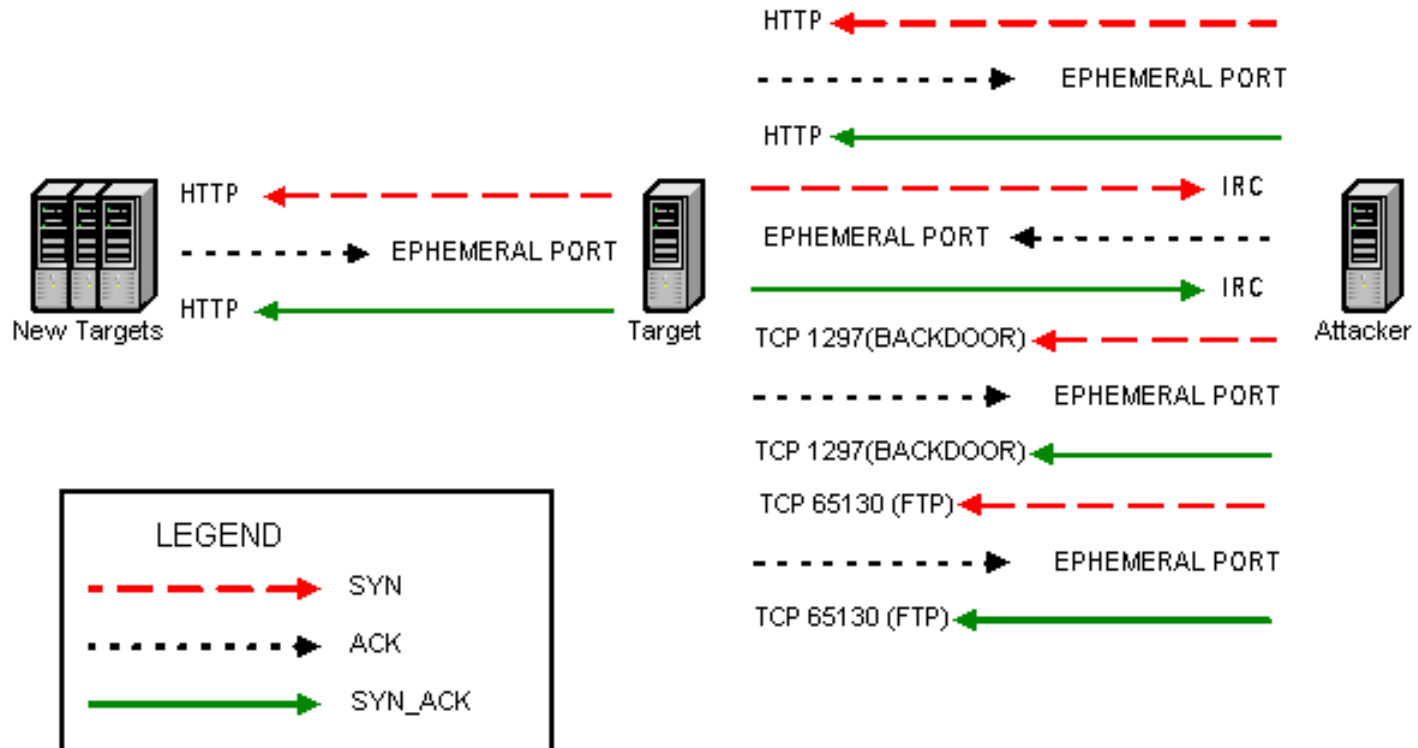 HTTP
EPHEMERAL PORT
HTTP
IRC
EPHEMERAL PORT
IRC
TCP 1297(BACKDOOR)
EPHEMERAL PORT
TCP 1297(BACKDOOR)
TCP 65130 (FTP)
EPHEMERAL PORT
TCP 65130 (FTP)
HTTP
EPHEMERAL PORT
HTTP
New Targets
Target
Attacker
LEGEND
SYN
ACK
SYN_ACK